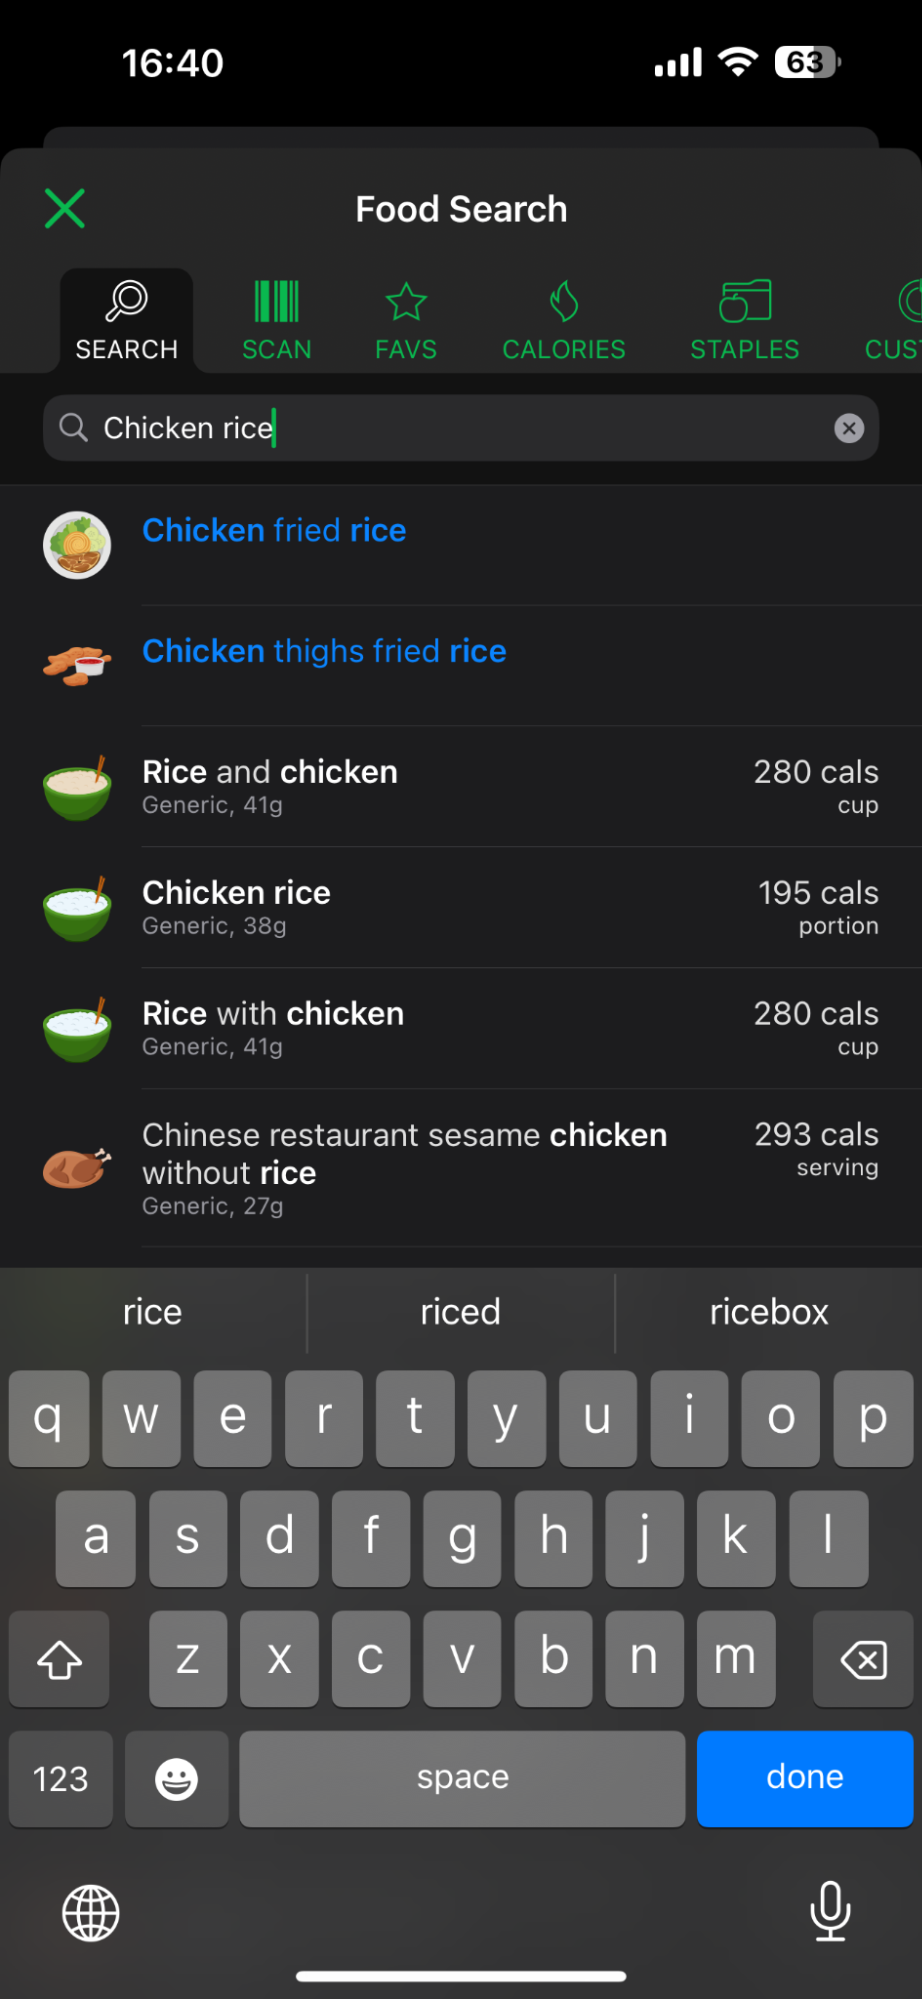 16:40
63
Food Search
SEARCH
SCAN
FAVS
CALORIES
STAPLES
CUST
Chicken rice
Chicken fried rice
Chicken thighs fried rice
Rice and chicken
280 cals
Generic, 41g
cup
Chicken rice
195 cals
Generic, 38g
portion
Rice with chicken
280 cals
Generic, 41g
cup
Chinese restaurant sesame chicken
293 cals
without rice
serving
Generic, 27g
rice riced ricebox
q w e r t y u i o p
a s d f g h j k l
z x c v b n m
123 space done